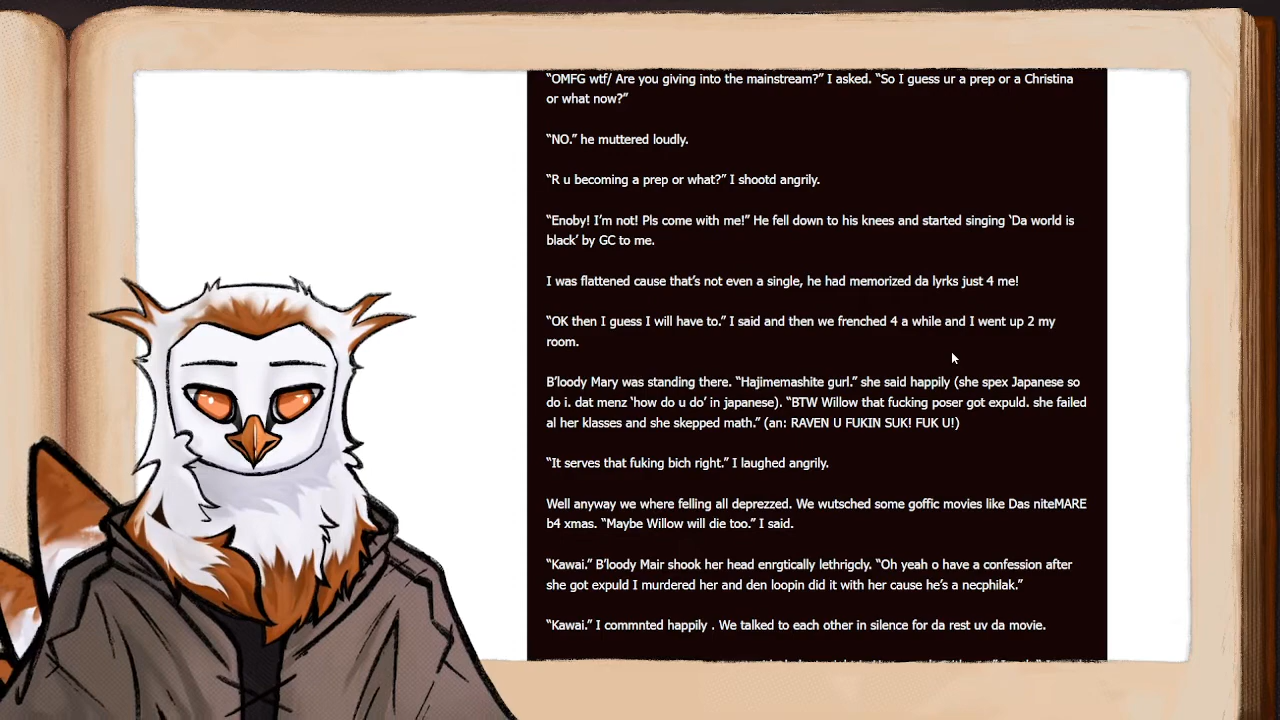 “OMFG wtf/ Are you giving into the mainstream?” I asked. “So I guess ur a prep or a Christina
or what now?”
“NO.” he muttered loudly.
“R u becoming a prep or what?” I shootd angrily.
“Enoby! I’m not! Pls come with me!” He fell down to his knees and started singing ‘Da world is
black’ by GC to me.
I was flattened cause that’s not even a single, he had memorized da lyrks just 4 me!
“OK then I guess I will have to.” I said and then we frenched 4 a while and I went up 2 my
room.
B’loody Mary was standing there. “Hajimemashite gurl.” she said happily (she spex Japanese so
do i. dat menz ‘how do u do’ in japanese). “BTW Willow that fucking poser got expuld. she failed
al her klasses and she skepped math.” (an: RAVEN U FUKIN SUK! FUK U!)
“It serves that fuking bich right.” I laughed angrily.
Well anyway we where felling all deprezzed. We wutsched some goffic movies like Das niteMARE
b4 xmas. “Maybe Willow will die too.” I said.
“Kawai.” B’loody Mair shook her head enrgtically lethrigcly. “Oh yeah o have a confession after
she got expuld I murdered her and den loopin did it with her cause he’s a necphilak.”
“Kawai.” I commnted happily . We talked to each other in silence for da rest uv da movie.